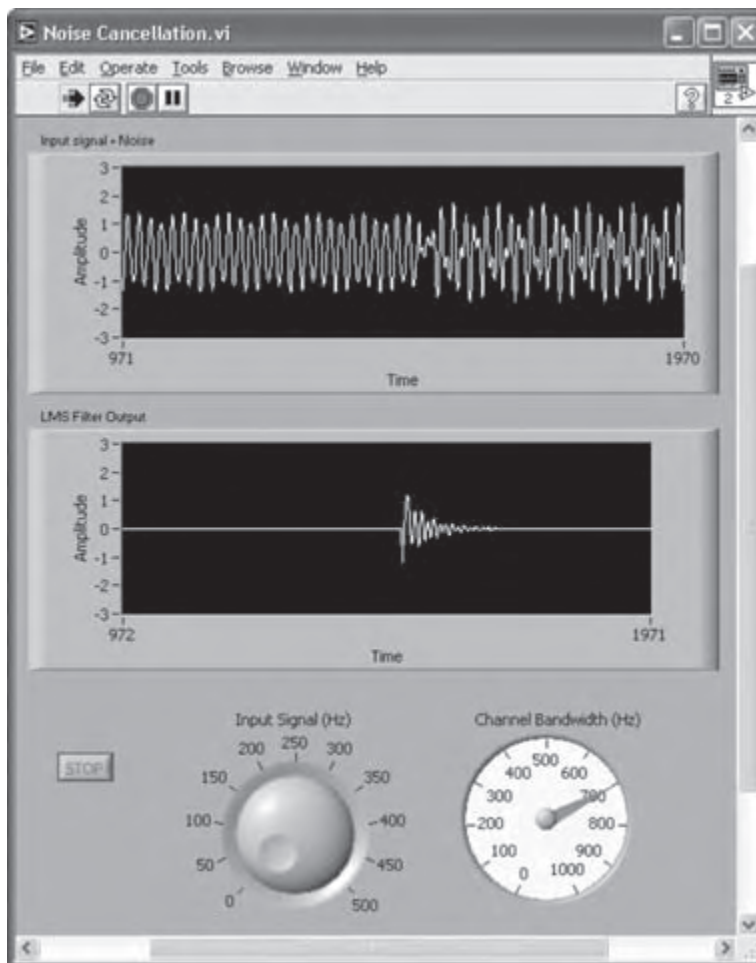 Noise Cancellation.vi
File Edit Operate Tools Browse Window Help
? 2
Input signal + Noise
3
2
1
0
-1
-2
-3
Amplitude
971 1970
Time
LMS Filter Output
3
2
1
0
-1
-2
-3
Amplitude
972 1971
Time
STOP
Input Signal (Hz)
0 50 100 150 200 250 300 350 400 450 500
Channel Bandwidth (Hz)
0 100 200 300 400 500 600 700 800 900 1000